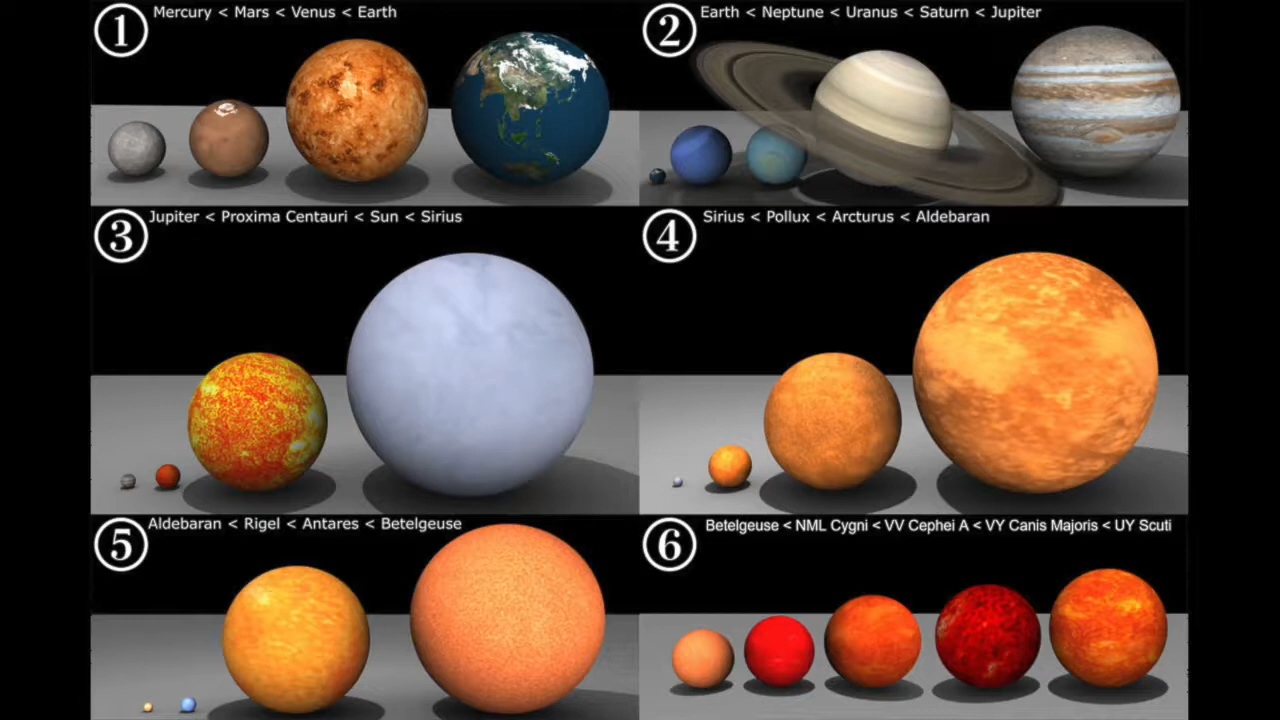 1 Mercury < Mars < Venus < Earth
2 Earth < Neptune < Uranus < Saturn < Jupiter
3 Jupiter < Proxima Centauri < Sun < Sirius
4 Sirius < Pollux < Arcturus < Aldebaran
5 Aldebaran < Rigel < Antares < Betelgeuse
6 Betelgeuse < NML Cygni < VV Cephei A < VY Canis Majoris < UY Scuti